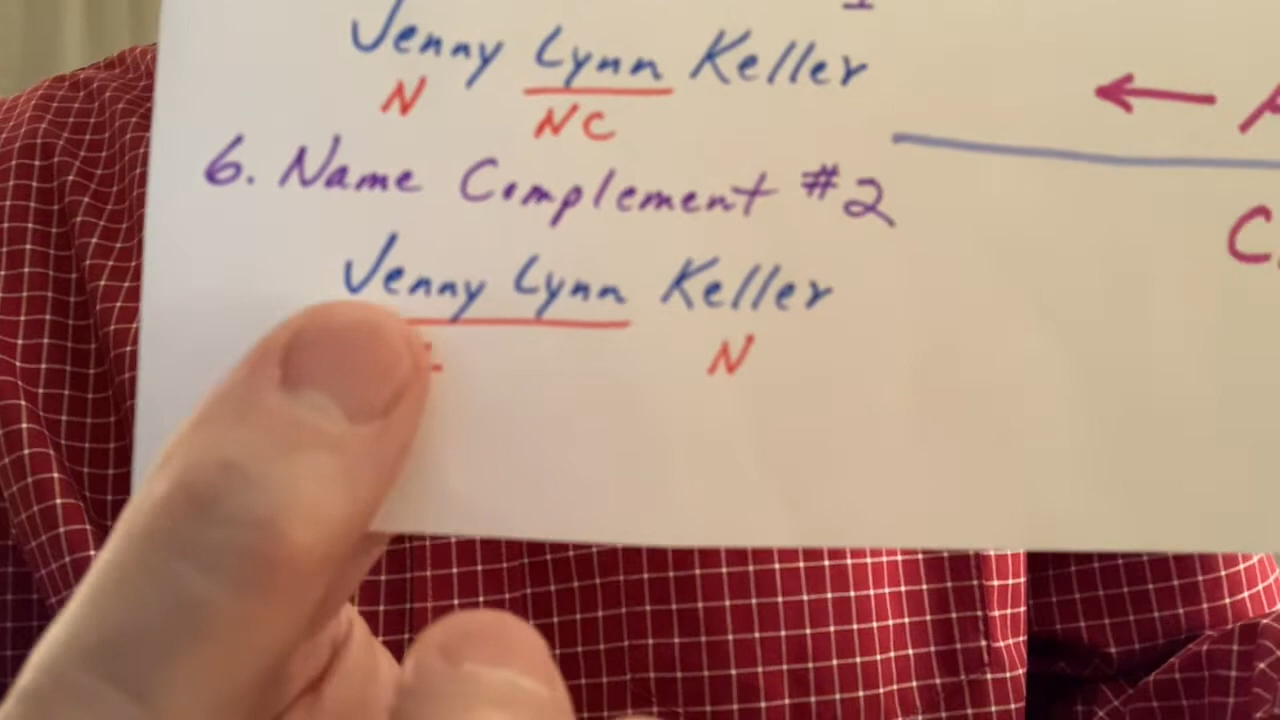 Jenny Lynn Keller
N NC
6. Name Complement #2
Jenny Lynn Keller
N